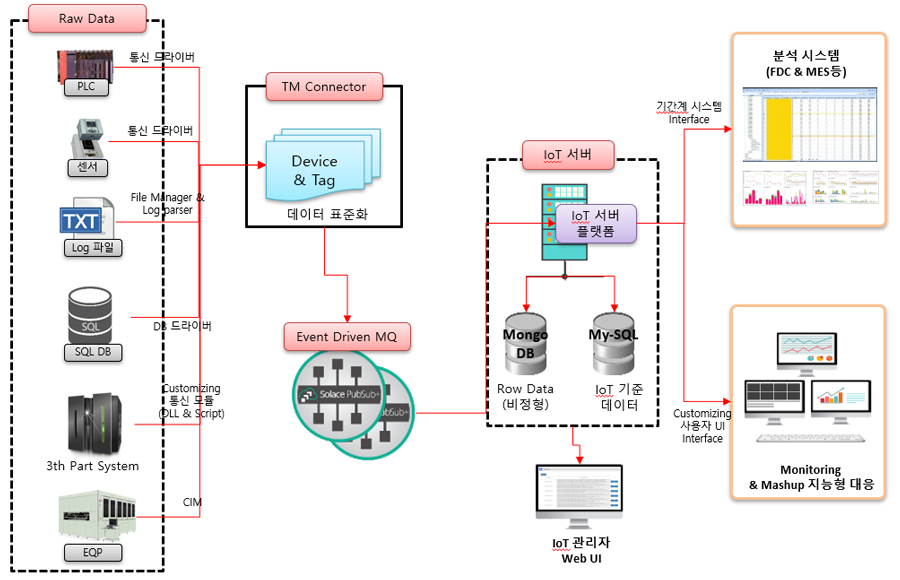 Raw Data
통신 드라이버
PLC
통신 드라이버
센서
File Manager &
Log parser
TXT
Log 파일
SQL
DB 드라이버
SQL DB
Customizing
통신 모듈
(DLL & Script)
3th Part System
CIM
EQP
TM Connector
Device
& Tag
데이터 표준화
Event Driven MQ
Solace PubSub+
PubSub+
IoT 서버
IoT 서버
플랫폼
Mongo
DB
My-SQL
Row Data
(비정형)
IoT 기준
데이터
IoT 관리자
Web UI
기간계 시스템
Interface
분석 시스템
(FDC & MES등)
Customizing
사용자 UI
Interface
Monitoring
& Mashup 지능형 대응